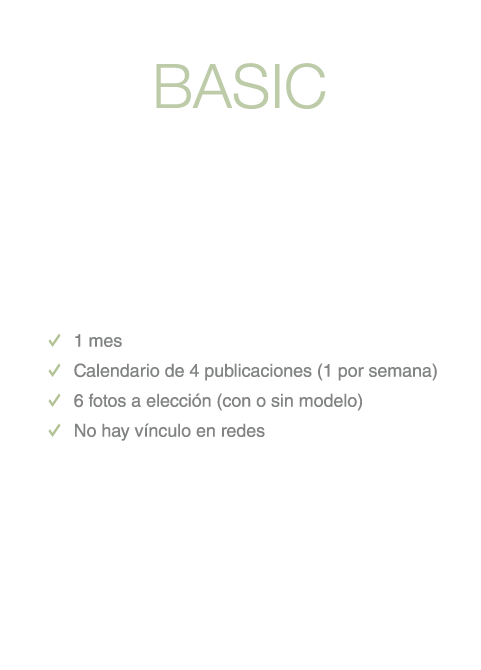 BASIC
1 mes
Calendario de 4 publicaciones (1 por semana)
6 fotos a elección (con o sin modelo)
No hay vínculo en redes